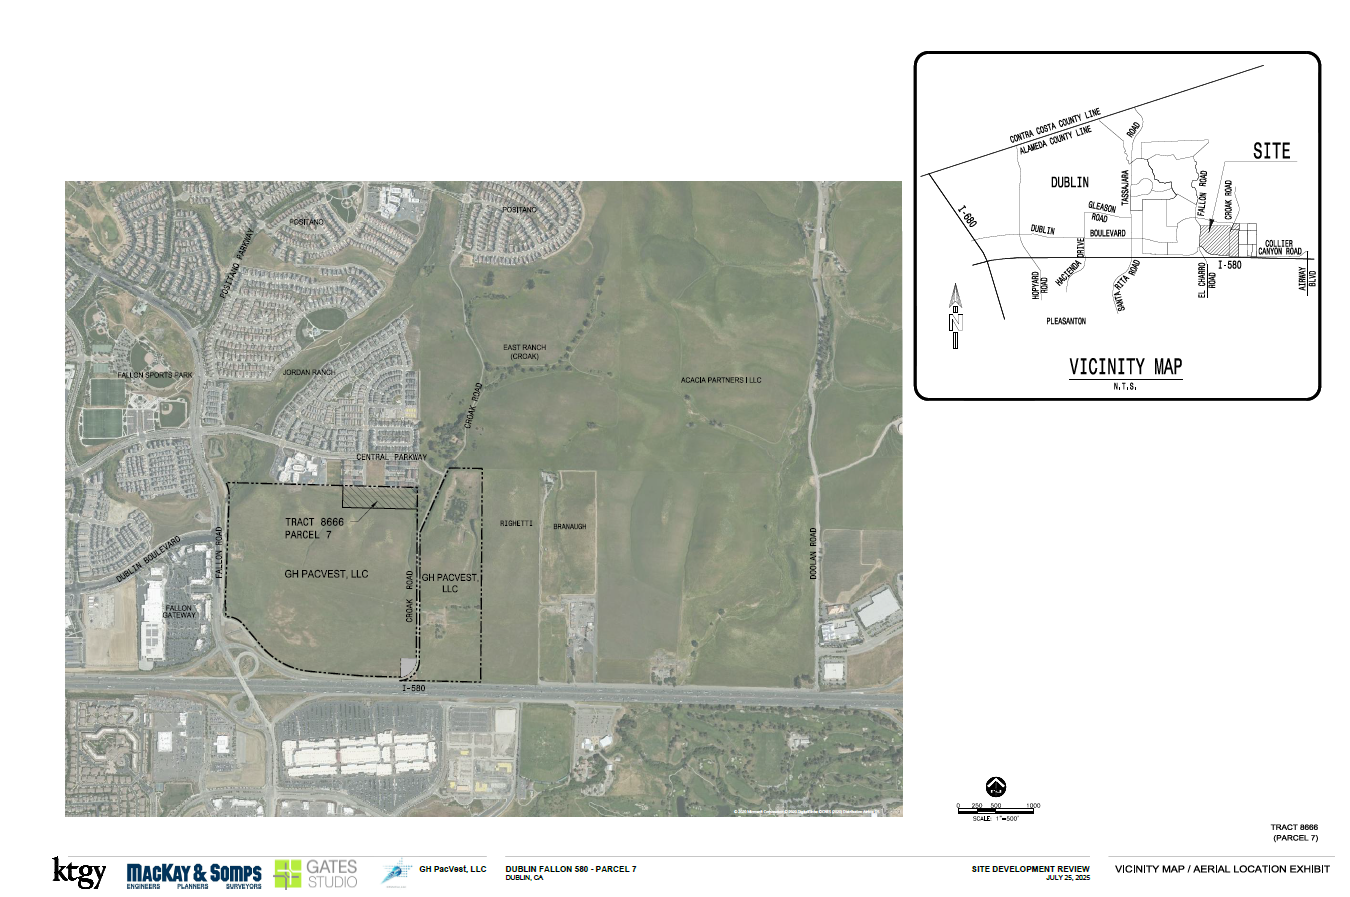 CONTRA COSTA COUNTY LINE
ALAMEDA COUNTY LINE
ROAD
SITE
DUBLIN
TASSAJARA
FALLON ROAD
CROAK ROAD
GLEASON
ROAD
I-680
DUBLIN
BOULEVARD
COLLIER
CANYON ROAD
HACIENDA DRIVE
I-580
HOPYARD
ROAD
SANTA RITA ROAD
EL CHARRO
ROAD
AIRWAY
BLVD
PLEASANTON
VICINITY MAP
N.T.S.
POSITANO
POSITANO
POSITANO PARKWAY
EAST RANCH
(CROAK)
FALLON SPORTS PARK
JORDAN RANCH
ACACIA PARTNERS I LLC
CROAK ROAD
CENTRAL PARKWAY
TRACT 8666
PARCEL 7
RIGHETTI
BRANAUGH
FALLON ROAD
DUBLIN BOULEVARD
DOOLAN ROAD
GH PACVEST, LLC
CROAK ROAD
GH PACVEST,
LLC
FALLON
GATEWAY
I-580
0 250 500 1000
SCALE: 1"=500'
TRACT 8666
(PARCEL 7)
ktgy
MACKAY & SOMPS
ENGINEERS PLANNERS SURVEYORS
GATES
STUDIO
GH PacVest, LLC
DUBLIN FALLON 580 - PARCEL 7
DUBLIN, CA
SITE DEVELOPMENT REVIEW
JULY 25, 2025
VICINITY MAP / AERIAL LOCATION EXHIBIT